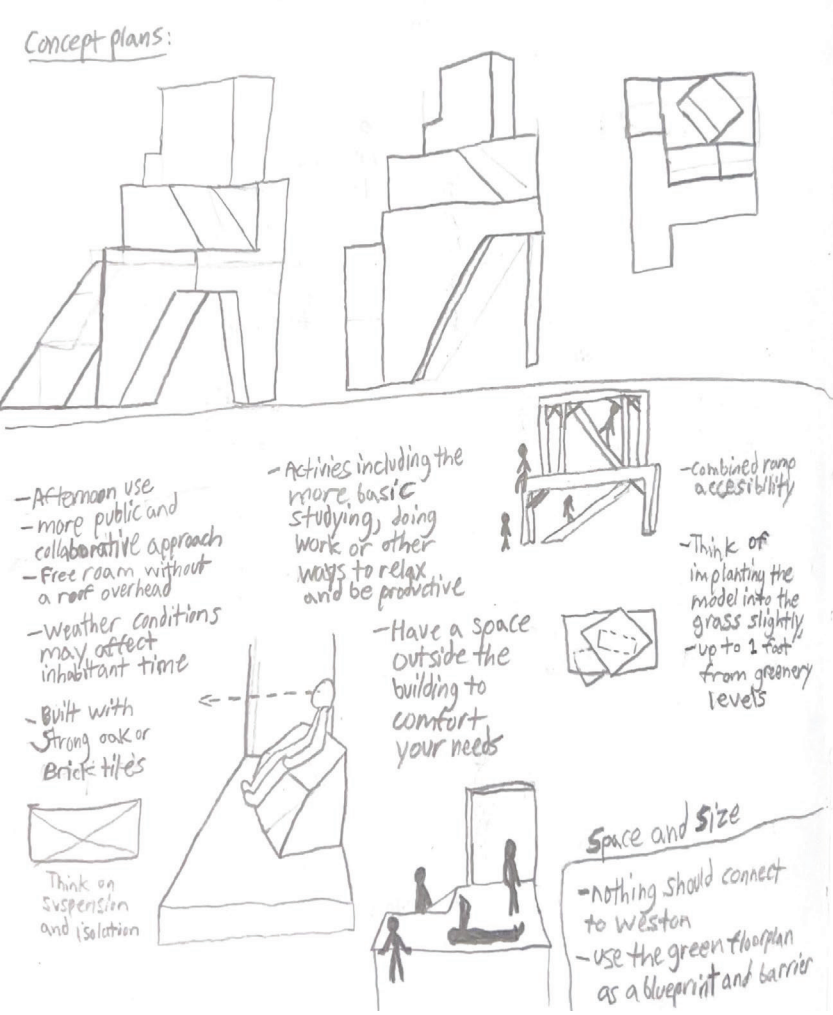 Concept plans:
- Afternoon use
- more public and
collaborative approach
- Free roam without
a roof overhead
- Weather conditions
may affect
inhabitant time
- Built with
strong oak or
Brick tiles
Think on
suspension
and isolation
- Activies including the
more basic
studying, doing
work or other
ways to relax
and be productive
- Have a space
outside the
building to
comfort
your needs
- Combined ramp
accesibility
- Think of
implanting the
model into the
grass slightly
- up to 1 foot
from greenery
levels
Space and Size
- nothing should connect
to Weston
- use the green floorplan
as a blueprint and barrier